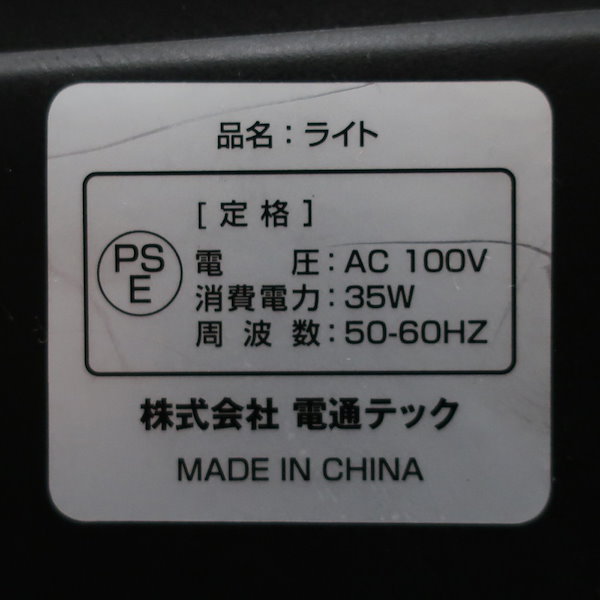 品名：ライト
［定格］
PS
E
電圧：AC 100V
消費電力：35W
周波数：50-60HZ
株式会社 電通テック
MADE IN CHINA